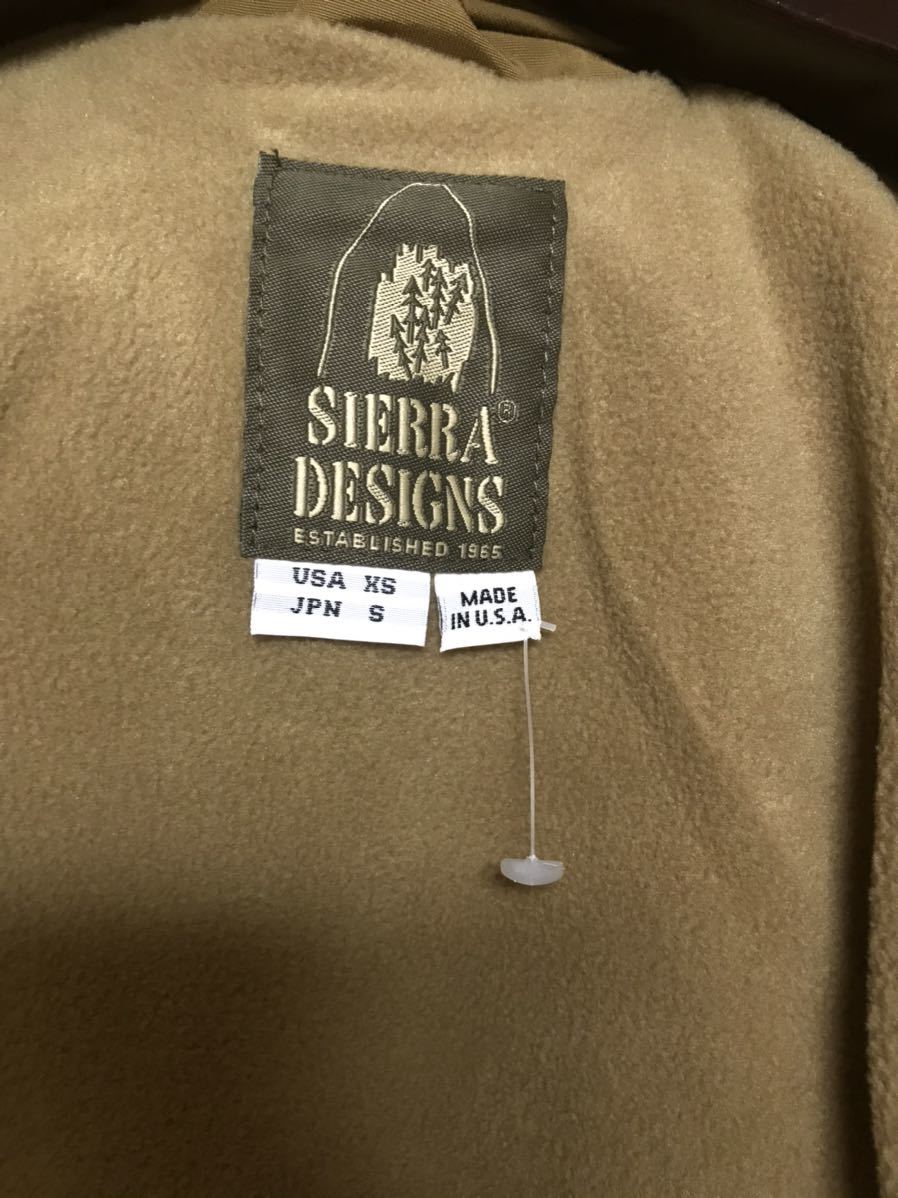 SIERRA®
DESIGNS
ESTABLISHED 1965
USA XS
JPN S
MADE
IN U.S.A.